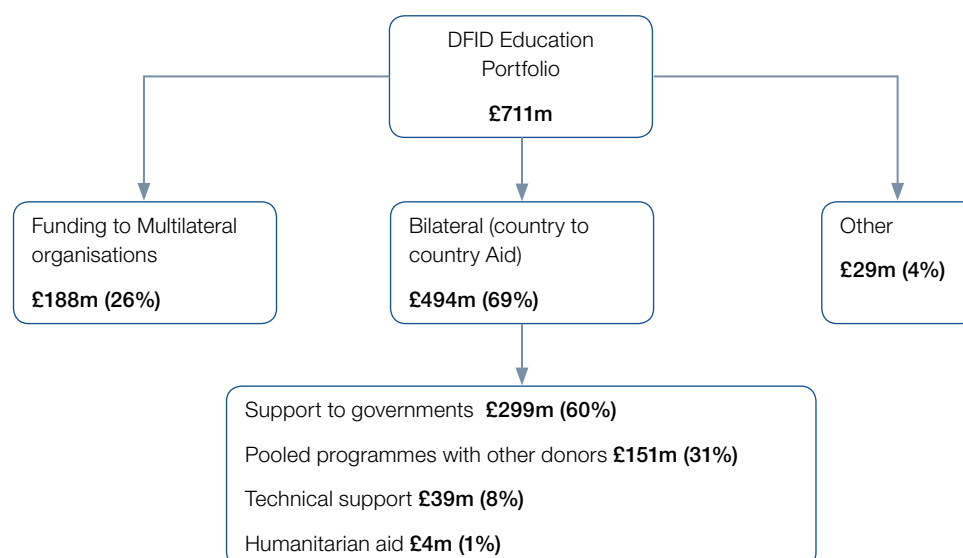 DFID Education
Portfolio
£711m
Funding to Multilateral
organisations
£188m (26%)
Bilateral (country to
country Aid)
£494m (69%)
Other
£29m (4%)
Support to governments £299m (60%)
Pooled programmes with other donors £151m (31%)
Technical support £39m (8%)
Humanitarian aid £4m (1%)